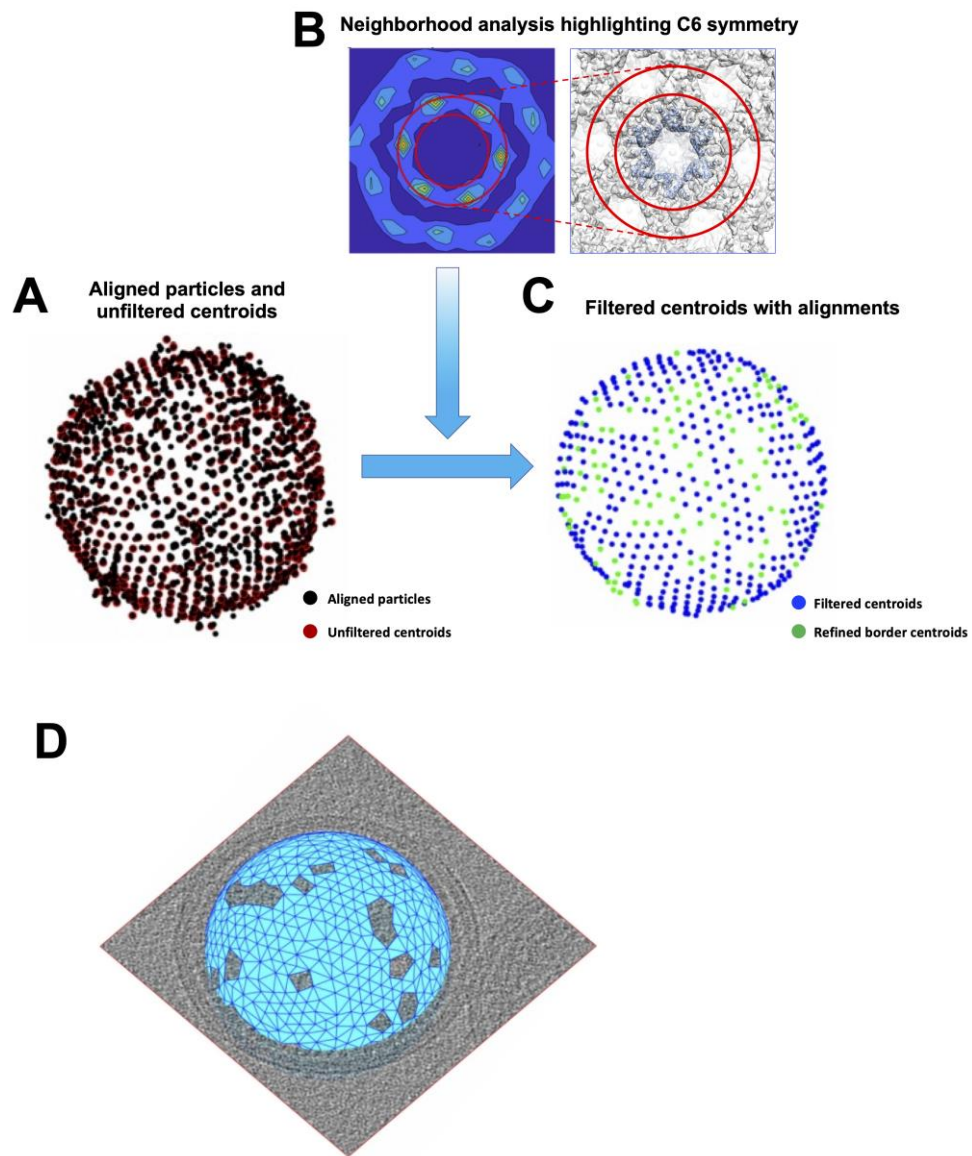 B
Neighborhood analysis highlighting C6 symmetry
A
Aligned particles and
unfiltered centroids
C
Filtered centroids with alignments
Aligned particles
Unfiltered centroids
Filtered centroids
Refined border centroids
D